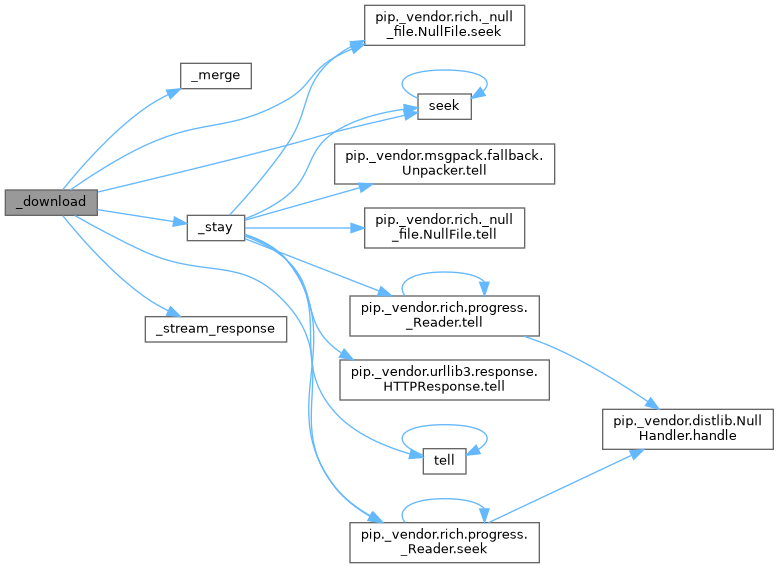 pip._vendor.rich._null
_file.NullFile.seek
_merge
seek
pip._vendor.msgpack.fallback.
Unpacker.tell
_download
_stay
pip._vendor.rich._null
_file.NullFile.tell
pip._vendor.rich.progress.
_Reader.tell
_stream_response
pip._vendor.urllib3.response.
HTTPResponse.tell
pip._vendor.distlib.Null
Handler.handle
tell
pip._vendor.rich.progress.
_Reader.seek